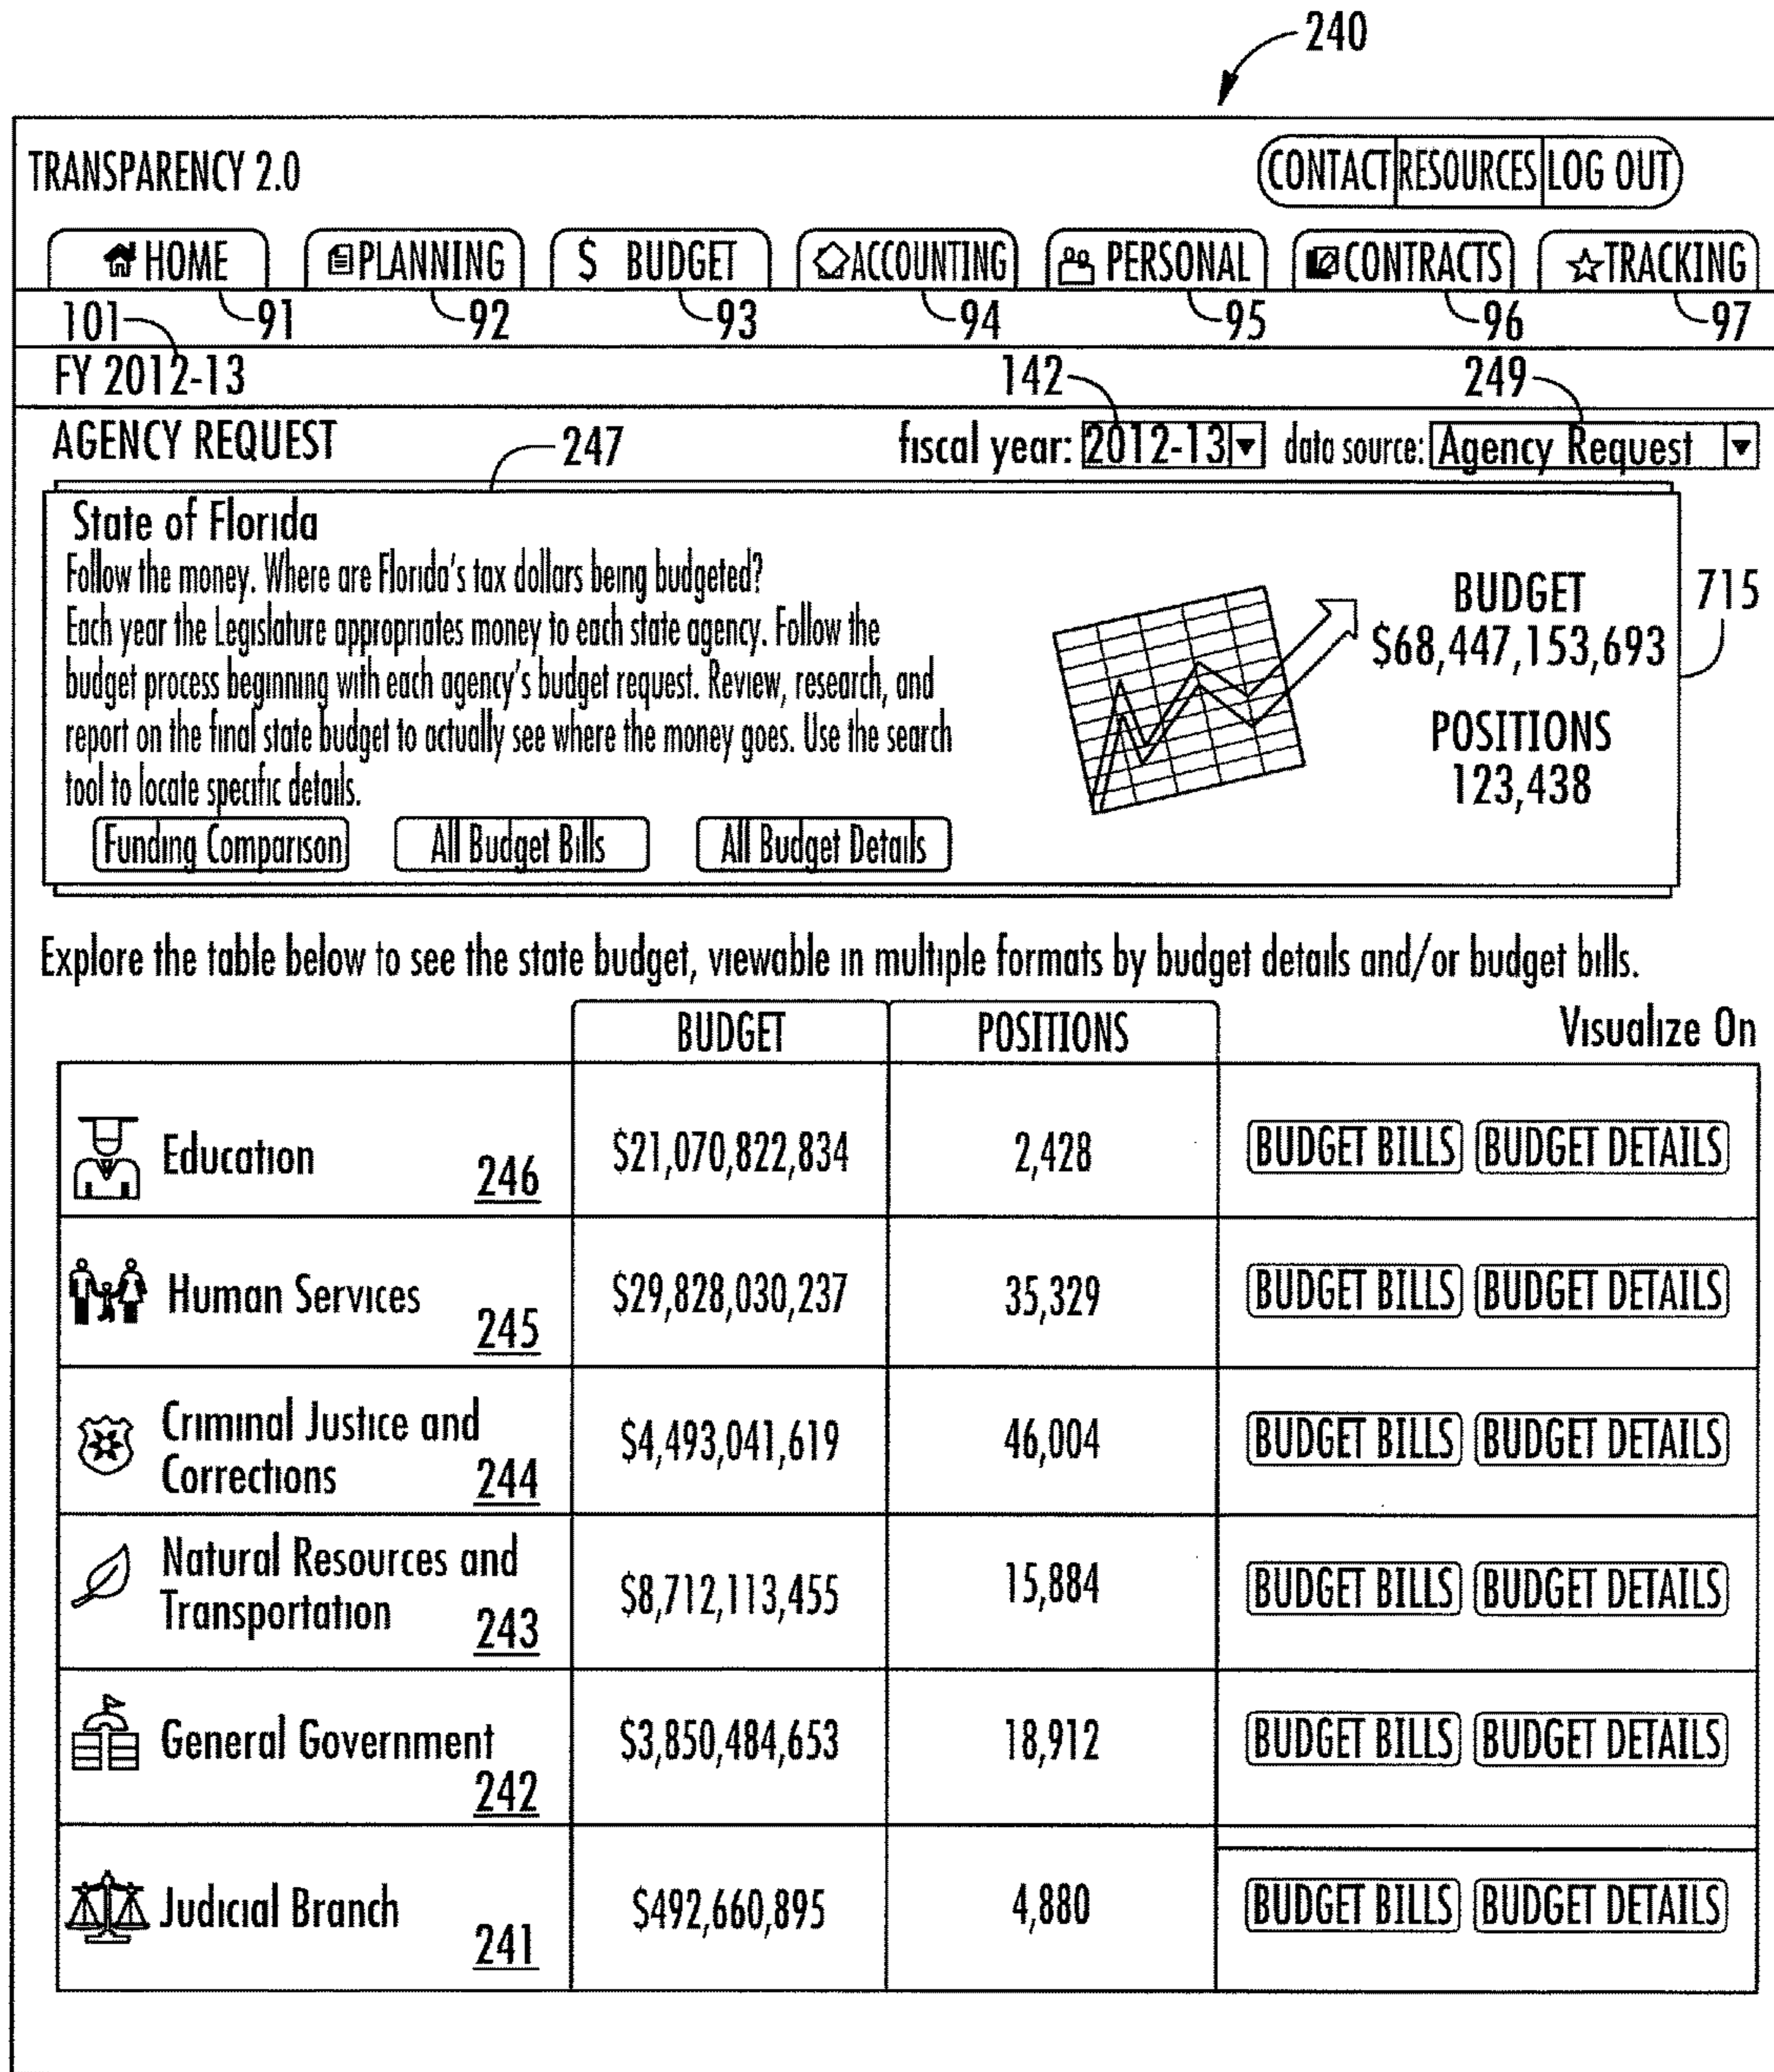 240
TRANSPARENCY 2.0 CONTACT RESOURCES LOG OUT
HOME PLANNING $ BUDGET ACCOUNTING PERSONAL CONTRACTS TRACKING
101 91 92 93 94 95 96 97
FY 2012-13 142 249
AGENCY REQUEST 247 fiscal year: 2012-13 data source: Agency Request
State of Florida
Follow the money. Where are Florida's tax dollars being budgeted?
Each year the Legislature appropriates money to each state agency. Follow the
budget process beginning with each agency's budget request. Review, research, and
report on the final state budget to actually see where the money goes. Use the search
tool to locate specific details.
Funding Comparison All Budget Bills All Budget Details
BUDGET
$68,447,153,693
POSITIONS
123,438
715
Explore the table below to see the state budget, viewable in multiple formats by budget details and/or budget bills.
BUDGET POSITIONS Visualize On
Education 246 $21,070,822,834 2,428 BUDGET BILLS BUDGET DETAILS
Human Services 245 $29,828,030,237 35,329 BUDGET BILLS BUDGET DETAILS
Criminal Justice and
Corrections 244 $4,493,041,619 46,004 BUDGET BILLS BUDGET DETAILS
Natural Resources and
Transportation 243 $8,712,113,455 15,884 BUDGET BILLS BUDGET DETAILS
General Government 242 $3,850,484,653 18,912 BUDGET BILLS BUDGET DETAILS
Judicial Branch 241 $492,660,895 4,880 BUDGET BILLS BUDGET DETAILS